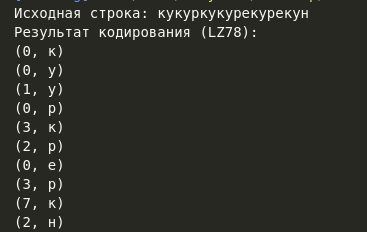 Исходная строка: кукуркукурекурекун
Результат кодирования (LZ78):
(0, к)
(0, у)
(1, у)
(0, р)
(3, к)
(2, р)
(0, е)
(3, р)
(7, к)
(2, н)